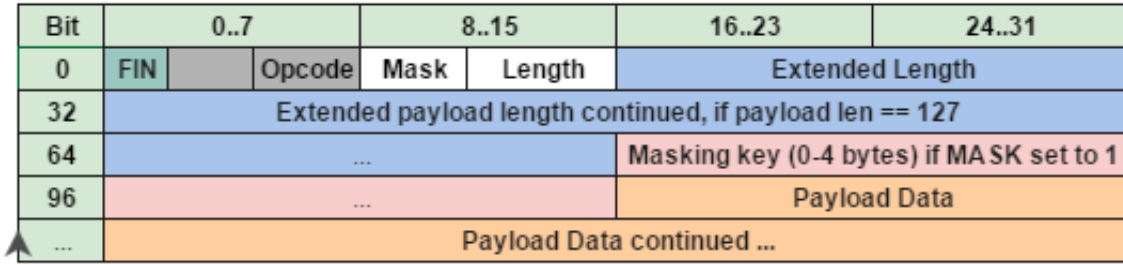 Bit 0..7 8..15 16..23 24..31
0 FIN Opcode Mask Length Extended Length
32 Extended payload length continued, if payload len == 127
64 ... Masking key (0-4 bytes) if MASK set to 1
96 ... Payload Data
... Payload Data continued ...